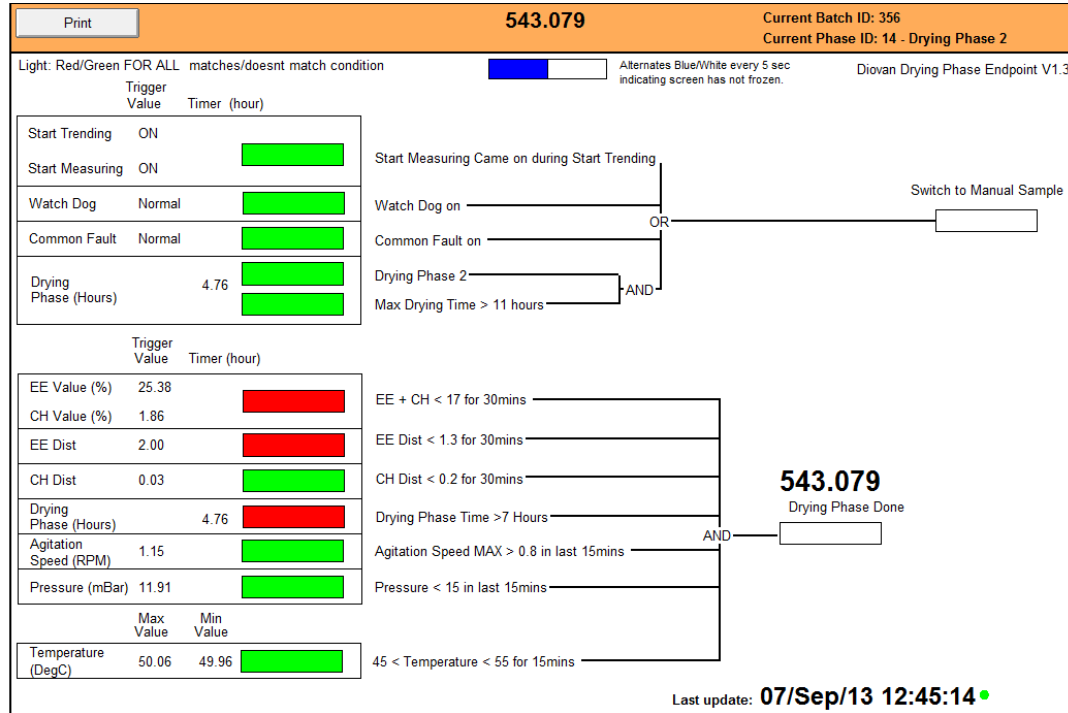 Print
543.079
Current Batch ID: 356
Current Phase ID: 14 - Drying Phase 2
Light: Red/Green FOR ALL matches/doesnt match condition
Alternates Blue/White every 5 sec
indicating screen has not frozen.
Diovan Drying Phase Endpoint V1.3
Trigger
Value Timer (hour)
Start Trending ON
Start Measuring ON
Start Measuring Came on during Start Trending
Watch Dog Normal
Watch Dog on
Switch to Manual Sample
OR
Common Fault Normal
Common Fault on
Drying
Phase (Hours) 4.76
Drying Phase 2
AND
Max Drying Time > 11 hours
Trigger
Value Timer (hour)
EE Value (%) 25.38
CH Value (%) 1.86
EE + CH < 17 for 30mins
EE Dist 2.00
EE Dist < 1.3 for 30mins
CH Dist 0.03
CH Dist < 0.2 for 30mins
543.079
Drying Phase Done
Drying
Phase (Hours) 4.76
Drying Phase Time >7 Hours
AND
Agitation
Speed (RPM) 1.15
Agitation Speed MAX > 0.8 in last 15mins
Pressure (mBar) 11.91
Pressure < 15 in last 15mins
Max Min
Value Value
Temperature
(DegC) 50.06 49.96
45 < Temperature < 55 for 15mins
Last update: 07/Sep/13 12:45:14